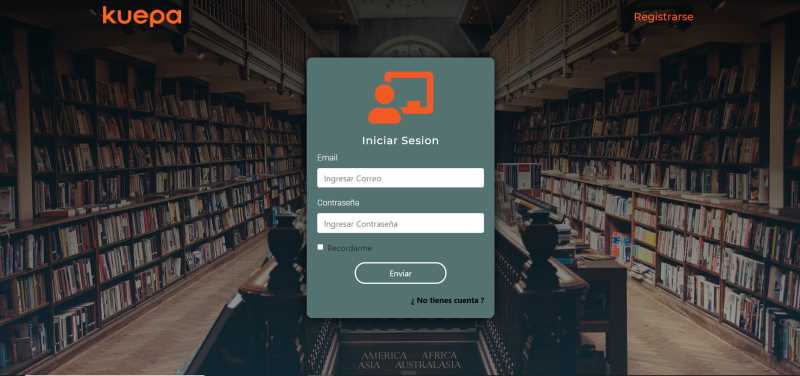 kuepa
Registrarse
Iniciar Sesion
Email
Ingresar Correo
Contraseña
Ingresar Contraseña
Recordarme
Enviar
¿ No tienes cuenta ?
AMERICA AFRICA
ASIA AUSTRALASIA